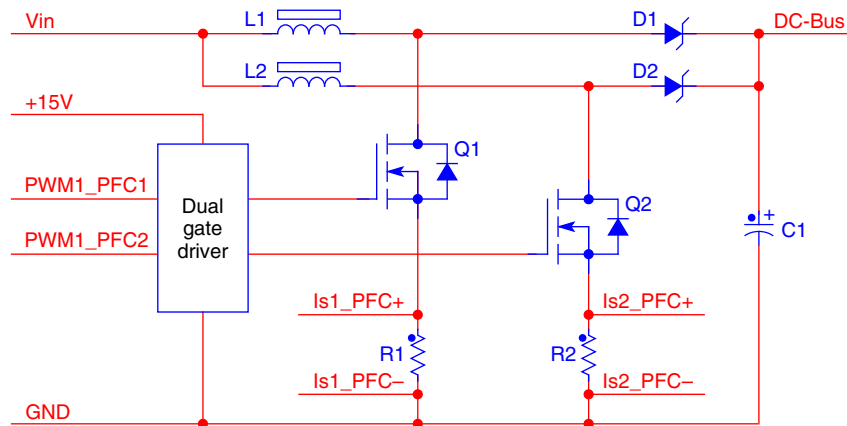 Vin
L1
D1
DC-Bus
L2
D2
+15V
Q1
PWM1_PFC1
Dual
gate
driver
Q2
PWM1_PFC2
+
C1
Is1_PFC+
Is2_PFC+
R1
R2
Is1_PFC–
Is2_PFC–
GND